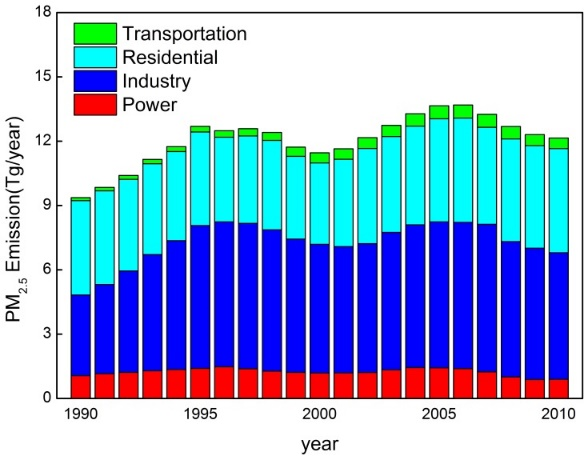 18
15
12
9
6
3
0
PM2.5 Emission(Tg/year)
Transportation
Residential
Industry
Power
1990 1995 2000 2005 2010
year